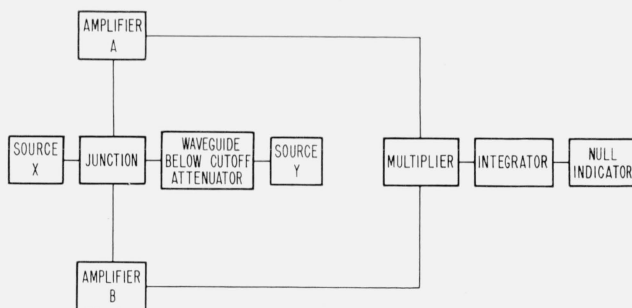 AMPLIFIER
A
SOURCE
X
JUNCTION
WAVEGUIDE
BELOW CUTOFF
ATTENUATOR
SOURCE
Y
MULTIPLIER
INTEGRATOR
NULL
INDICATOR
AMPLIFIER
B